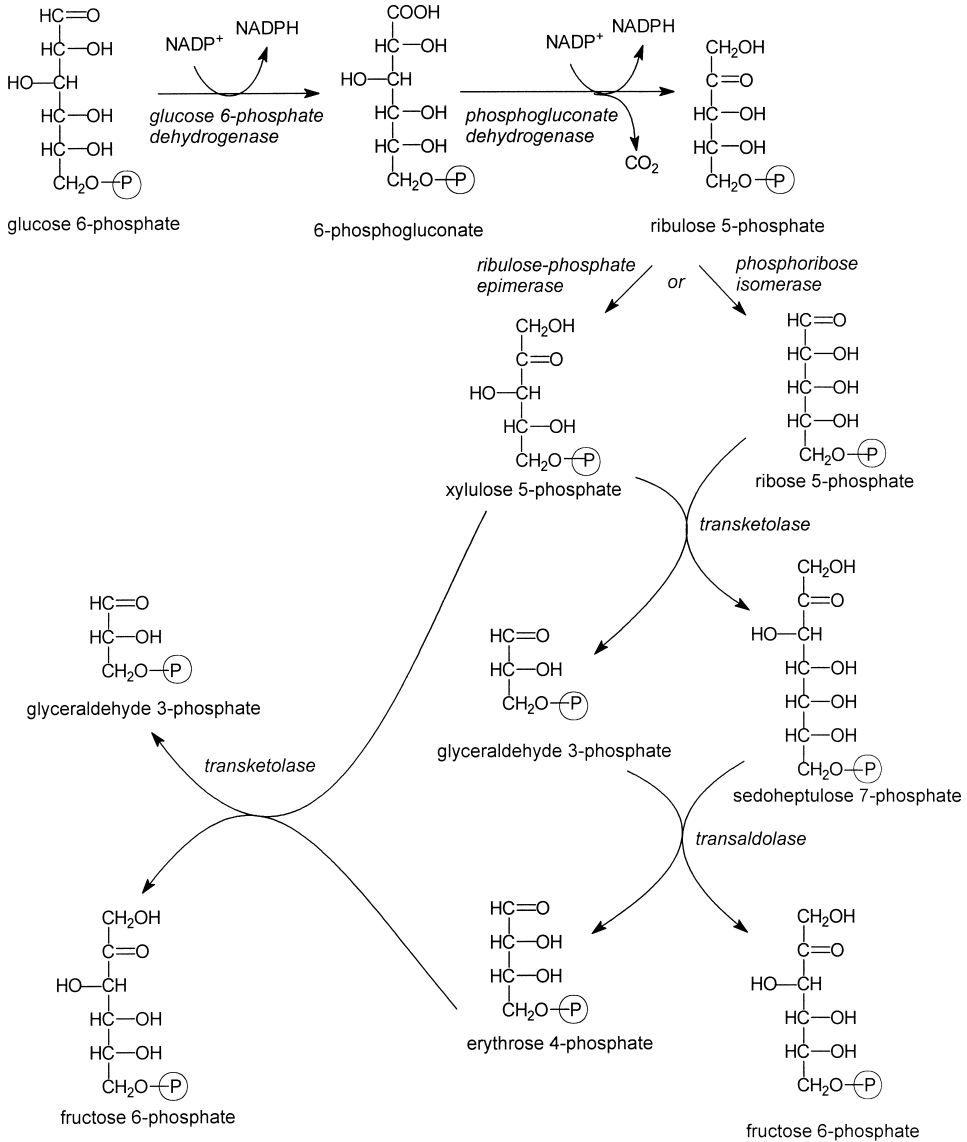 HC=O
HC—OH
HO—CH
HC—OH
HC—OH
CH₂O—P
glucose 6-phosphate
NADP⁺
NADPH
glucose 6-phosphate
dehydrogenase
COOH
HC—OH
HO—CH
HC—OH
HC—OH
CH₂O—P
6-phosphogluconate
NADP⁺
NADPH
phosphogluconate
dehydrogenase
CO₂
CH₂OH
C=O
HC—OH
HC—OH
CH₂O—P
ribulose 5-phosphate
ribulose-phosphate
epimerase
or
phosphoribose
isomerase
CH₂OH
C=O
HO—CH
HC—OH
CH₂O—P
xylulose 5-phosphate
HC=O
HC—OH
HC—OH
HC—OH
CH₂O—P
ribose 5-phosphate
transketolase
HC=O
HC—OH
CH₂O—P
glyceraldehyde 3-phosphate
HC=O
HC—OH
CH₂O—P
glyceraldehyde 3-phosphate
CH₂OH
C=O
HO—CH
HC—OH
HC—OH
HC—OH
CH₂O—P
sedoheptulose 7-phosphate
transketolase
transaldolase
CH₂OH
C=O
HO—CH
HC—OH
HC—OH
CH₂O—P
fructose 6-phosphate
HC=O
HC—OH
HC—OH
CH₂O—P
erythrose 4-phosphate
CH₂OH
C=O
HO—CH
HC—OH
HC—OH
CH₂O—P
fructose 6-phosphate